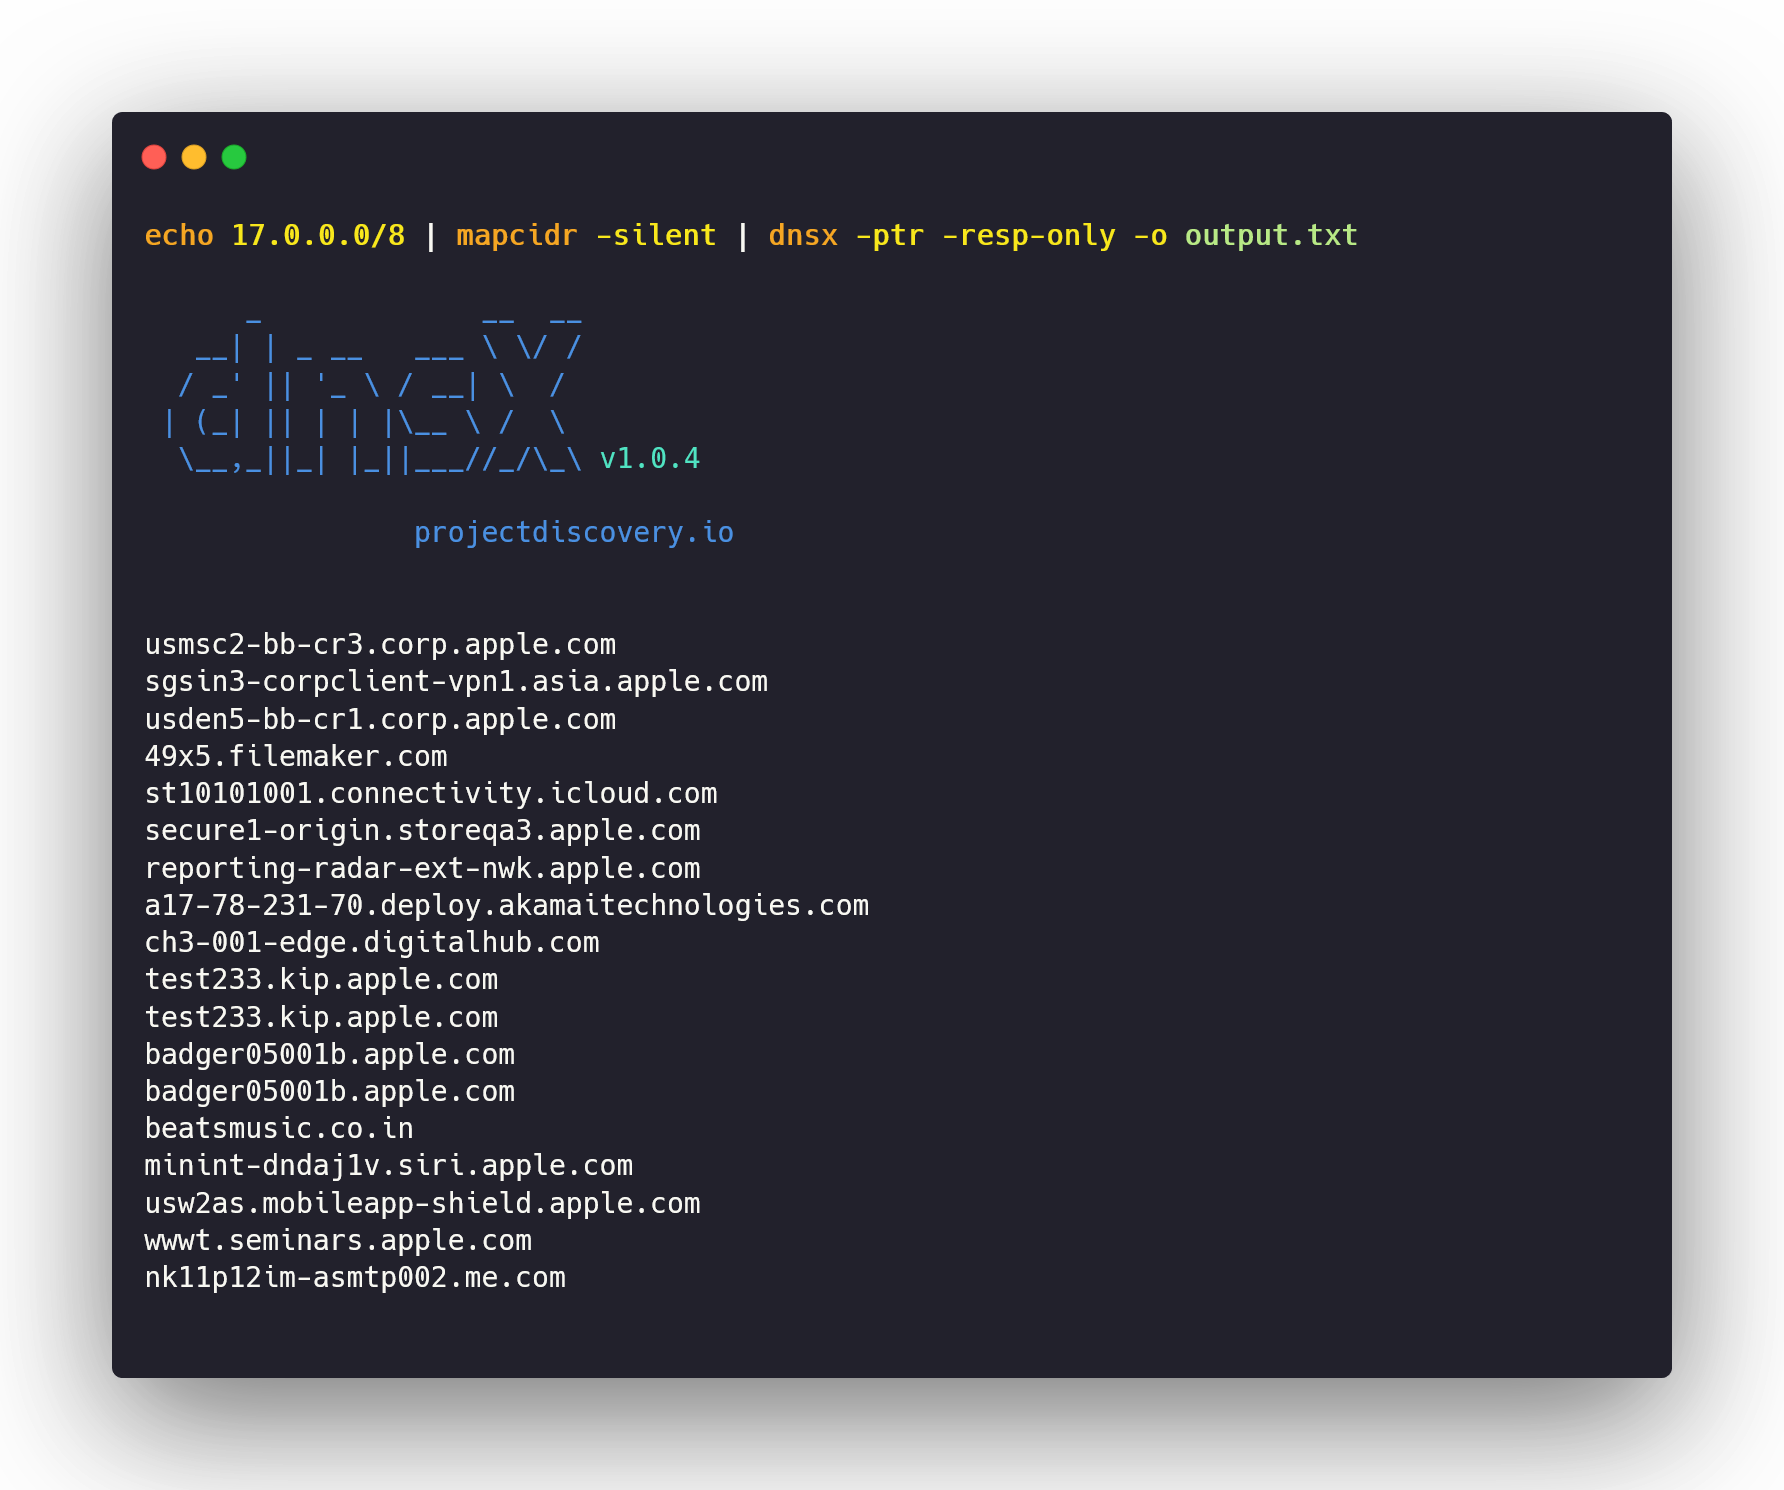 echo 17.0.0.0/8 | mapcidr -silent | dnsx -ptr -resp-only -o output.txt
      _             __  __
   __| | _ __   ___ \ \/ /
  / _' || '_ \ / __| \  /
 | (_| || | | |\__ \ /  \
  \__,_||_| |_||___//_/\_\ v1.0.4
projectdiscovery.io
usmsc2-bb-cr3.corp.apple.com
sgsin3-corpclient-vpn1.asia.apple.com
usden5-bb-cr1.corp.apple.com
49x5.filemaker.com
st10101001.connectivity.icloud.com
secure1-origin.storeqa3.apple.com
reporting-radar-ext-nwk.apple.com
a17-78-231-70.deploy.akamaitechnologies.com
ch3-001-edge.digitalhub.com
test233.kip.apple.com
test233.kip.apple.com
badger05001b.apple.com
badger05001b.apple.com
beatsmusic.co.in
minint-dndaj1v.siri.apple.com
usw2as.mobileapp-shield.apple.com
wwwt.seminars.apple.com
nk11p12im-asmtp002.me.com